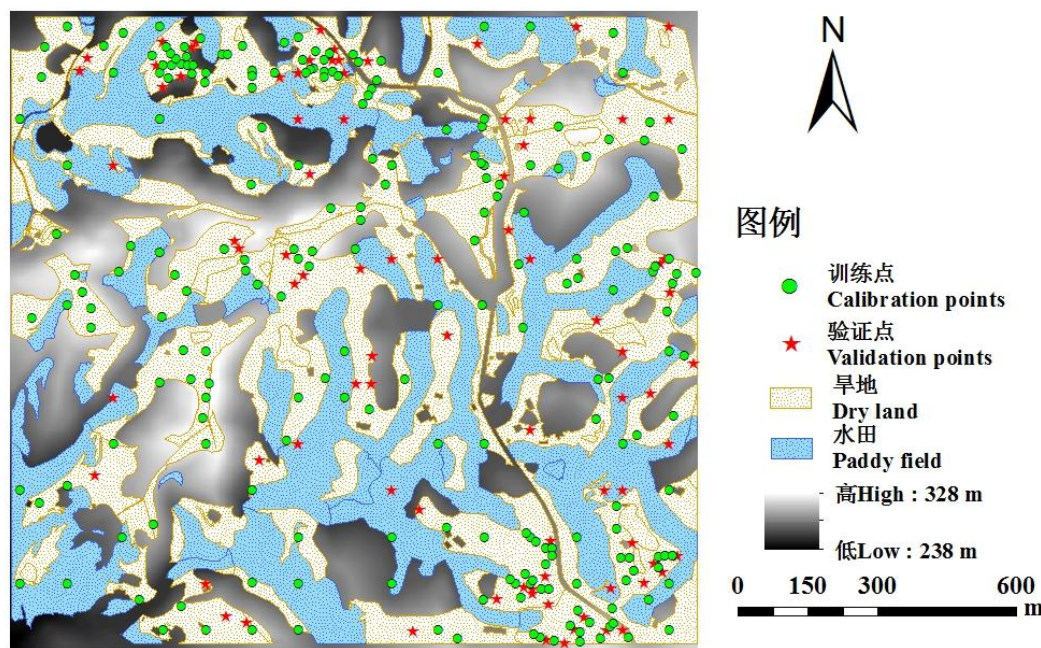 N
图例
训练点
Calibration points
验证点
Validation points
旱地
Dry land
水田
Paddy field
高High : 328 m
低Low : 238 m
0 150 300 600
m